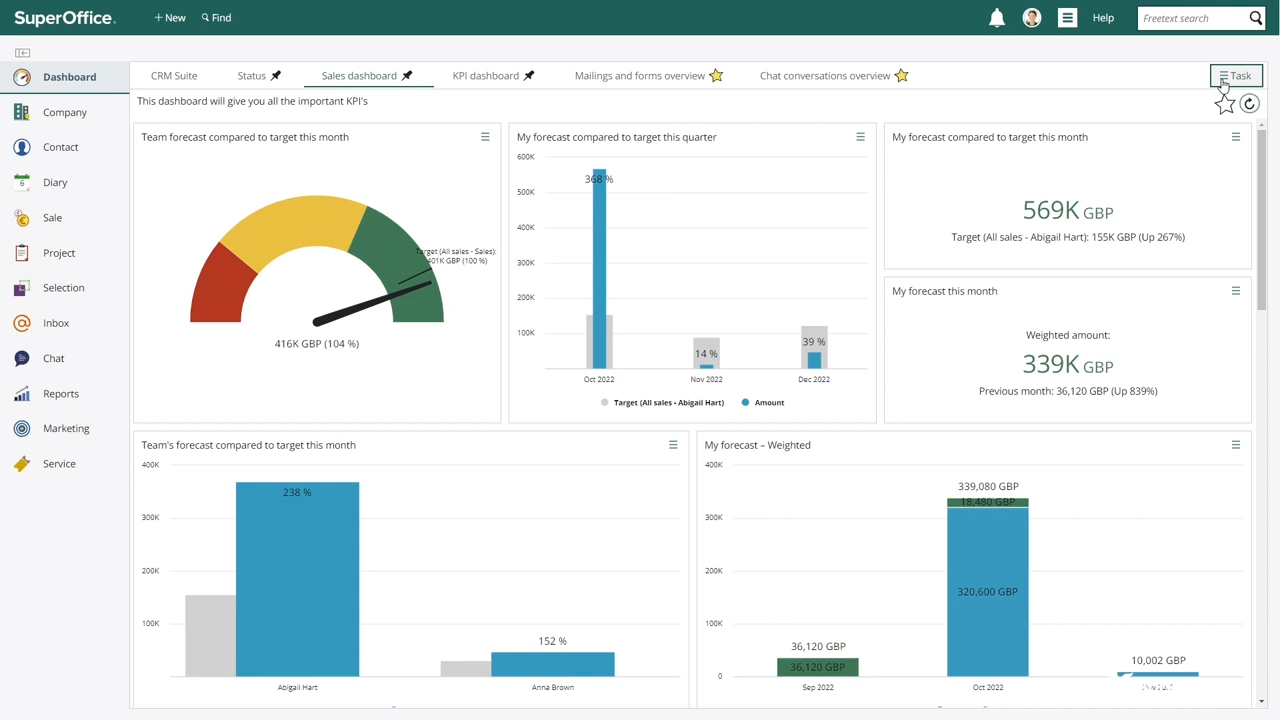 SuperOffice.
+ New
Find
Help
Freetext search
Dashboard
Company
Contact
Diary
6
Sale
Project
Selection
Inbox
Chat
Reports
Marketing
Service
CRM Suite
Status
Sales dashboard
KPI dashboard
Mailings and forms overview
Chat conversations overview
Task
This dashboard will give you all the important KPI's
Team forecast compared to target this month
Target (All sales - Sales):
401K GBP (100 %)
416K GBP (104 %)
My forecast compared to target this quarter
600K
500K
400K
300K
200K
100K
368 %
14 %
39 %
Oct 2022
Nov 2022
Dec 2022
Target (All sales - Abigail Hart)
Amount
My forecast compared to target this month
569K GBP
Target (All sales - Abigail Hart): 155K GBP (Up 267%)
My forecast this month
Weighted amount:
339K GBP
Previous month: 36,120 GBP (Up 839%)
Team's forecast compared to target this month
400K
300K
200K
100K
238 %
152 %
Abigail Hart
Anna Brown
My forecast – Weighted
400K
300K
200K
100K
0
36,120 GBP
36,120 GBP
339,080 GBP
18,480 GBP
320,600 GBP
10,002 GBP
Sep 2022
Oct 2022